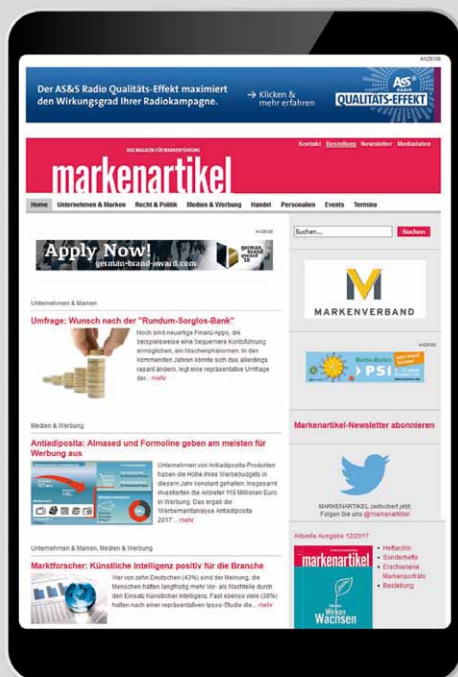 ANZEIGE
Der AS&S Radio Qualitäts-Effekt maximiert
den Wirkungsgrad Ihrer Radiokampagne.
→ Klicken &
mehr erfahren
AS&S
RADIO
QUALITÄTS-EFFEKT
Kontakt Bestellung Newsletter Mediadaten
DAS MAGAZIN FÜR MARKENFÜHRUNG
markenartikel
Home Unternehmen & Marken Recht & Politik Medien & Werbung Handel Personalien Events Termine
ANZEIGE
Apply Now!
german-brand-award.com
german
brand
award
'18
Suchen...
Suchen
MARKENVERBAND
ANZEIGE
PSI
Unternehmen & Marken
Umfrage: Wunsch nach der "Rundum-Sorglos-Bank"
Noch sind neuartige Finanz-Apps, die
beispielsweise eine bequemere Kontoführung
ermöglichen, ein Nischenphänomen. In den
kommenden Jahren könnte sich das allerdings
rasant ändern, legt eine repräsentative Umfrage
der... mehr
Medien & Werbung
Antiadiposita: Almased und Formoline geben am meisten für
Werbung aus
Unternehmen von Antiadiposita-Produkten
haben die Höhe ihres Werbebudgets in
diesem Jahr konstant gehalten: Insgesamt
investierten die Anbieter 119 Millionen Euro
in Werbung. Das ergab die
'Werbemarktanalyse Antiadiposita
2017'... mehr
Markenartikel-Newsletter abonnieren
MARKENARTIKEL zwitschert jetzt.
Folgen Sie uns @markenartikel
Unternehmen & Marken, Medien & Werbung
Marktforscher: Künstliche Intelligenz positiv für die Branche
Vier von zehn Deutschen (43%) sind der Meinung, die
Menschen hätten langfristig mehr Vor- als Nachteile durch
den Einsatz Künstlicher Intelligenz. Fast ebenso viele (39%)
halten nach einer repräsentativen Ipsos-Studie die... mehr
Aktuelle Ausgabe 12/2017
markenartikel
Wirken
Wachsen
• Heftarchiv
• Sonderhefte
• Erschienene
Markenporträts
• Bestellung